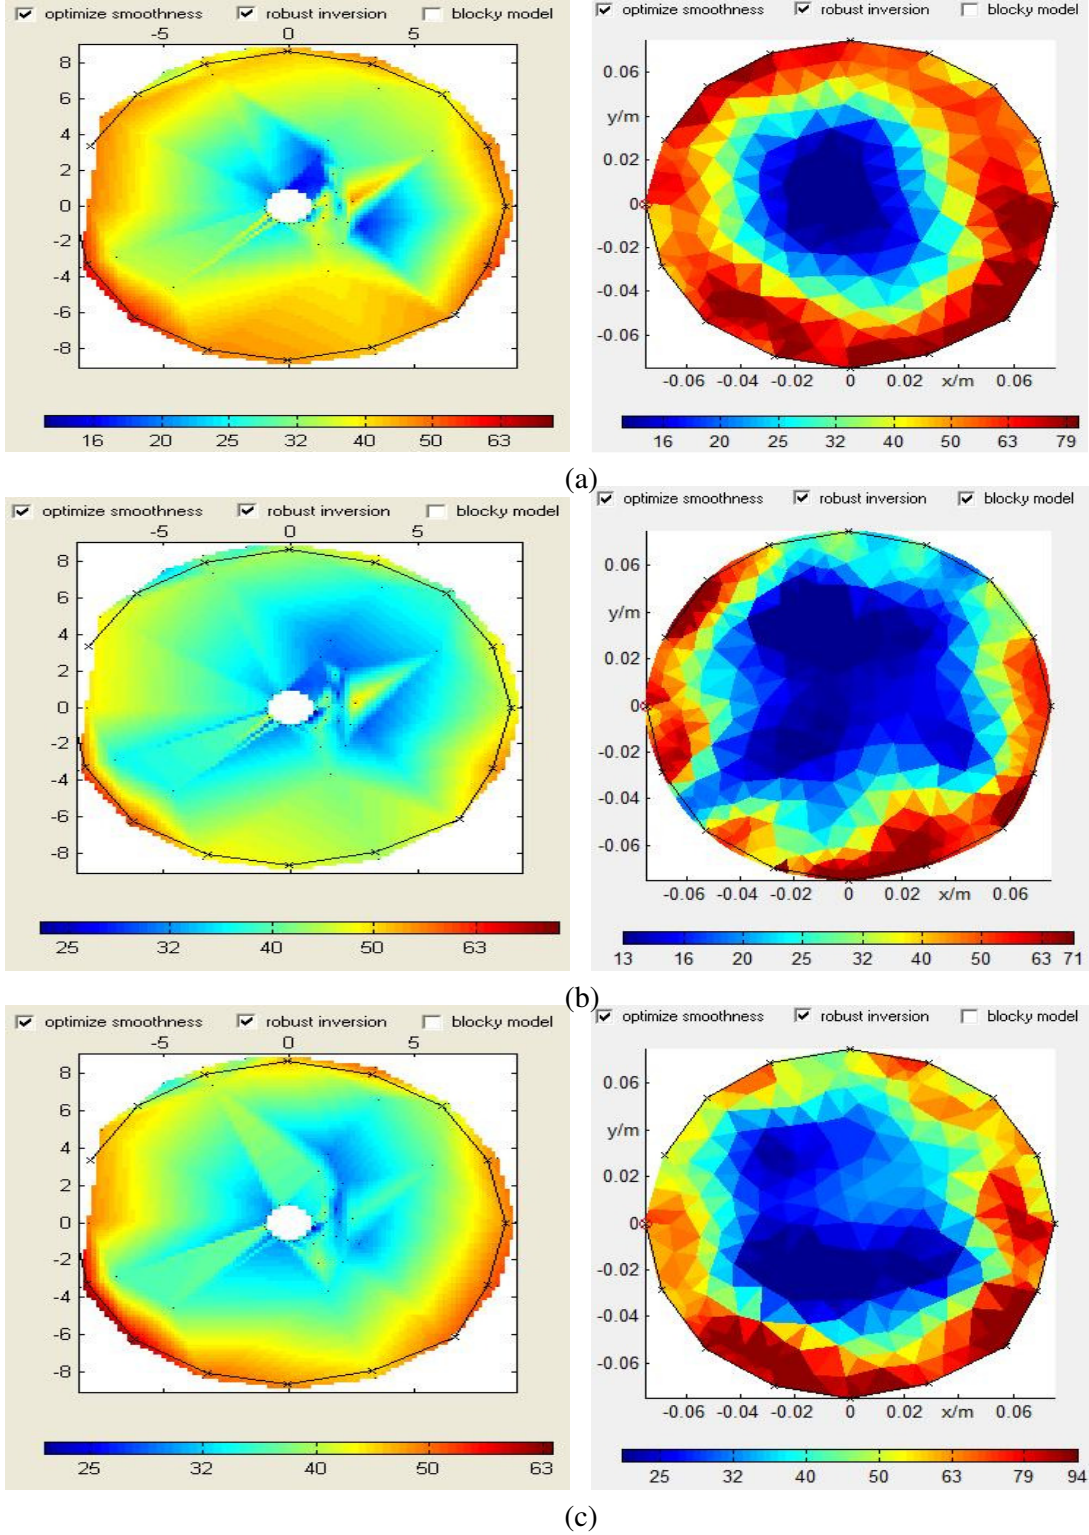 optimize smoothness robust inversion blocky model
-5 0 5
8
6
4
2
0
-2
-4
-6
-8
16 20 25 32 40 50 63
optimize smoothness robust inversion blocky model
0.06
y/m
0.02
0
-0.02
-0.04
-0.06
-0.06 -0.04 -0.02 0 0.02 x/m 0.06
16 20 25 32 40 50 63 79
(a)
optimize smoothness robust inversion blocky model
-5 0 5
8
6
4
2
0
-2
-4
-6
-8
25 32 40 50 63
optimize smoothness robust inversion blocky model
0.06
y/m
0.02
0
-0.02
-0.04
-0.06
-0.06 -0.04 -0.02 0 0.02 x/m 0.06
13 16 20 25 32 40 50 63 71
(b)
optimize smoothness robust inversion blocky model
-5 0 5
8
6
4
2
0
-2
-4
-6
-8
25 32 40 50 63
optimize smoothness robust inversion blocky model
0.06
y/m
0.02
0
-0.02
-0.04
-0.06
-0.06 -0.04 -0.02 0 0.02 x/m 0.06
25 32 40 50 63 79 94
(c)